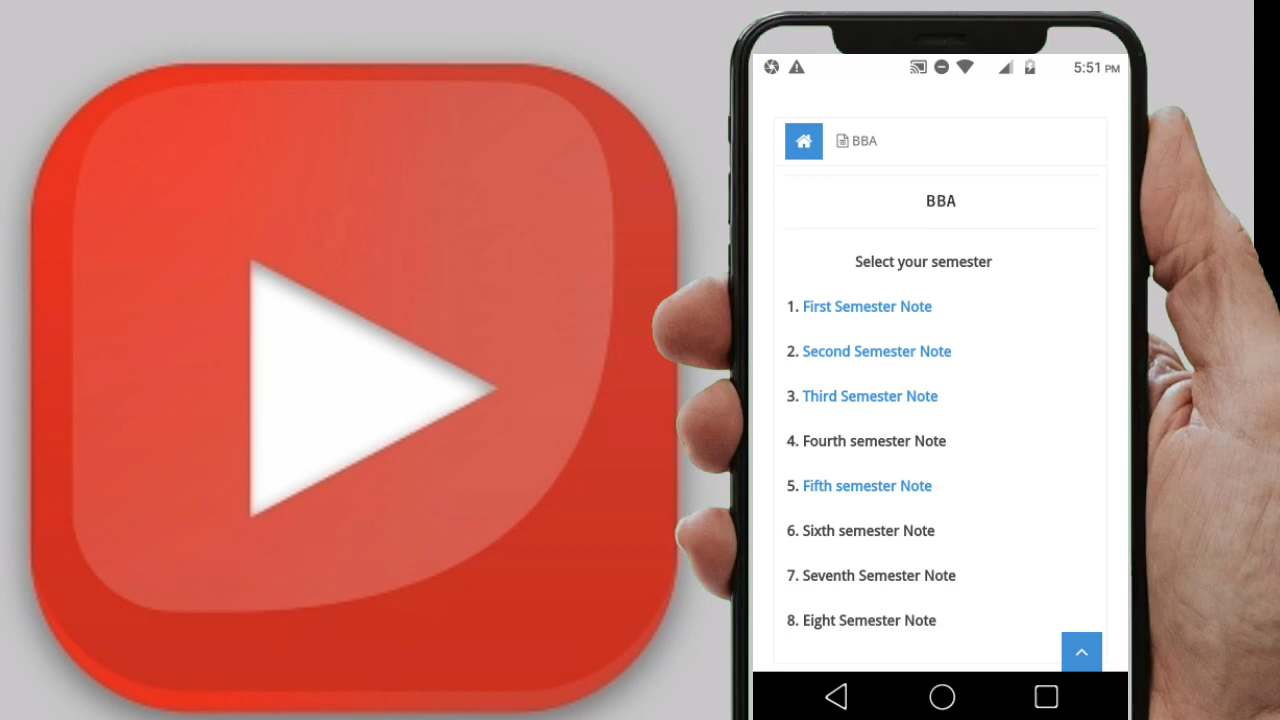 5:51 PM
BBA
BBA
Select your semester
1. First Semester Note
2. Second Semester Note
3. Third Semester Note
4. Fourth semester Note
5. Fifth semester Note
6. Sixth semester Note
7. Seventh Semester Note
8. Eight Semester Note